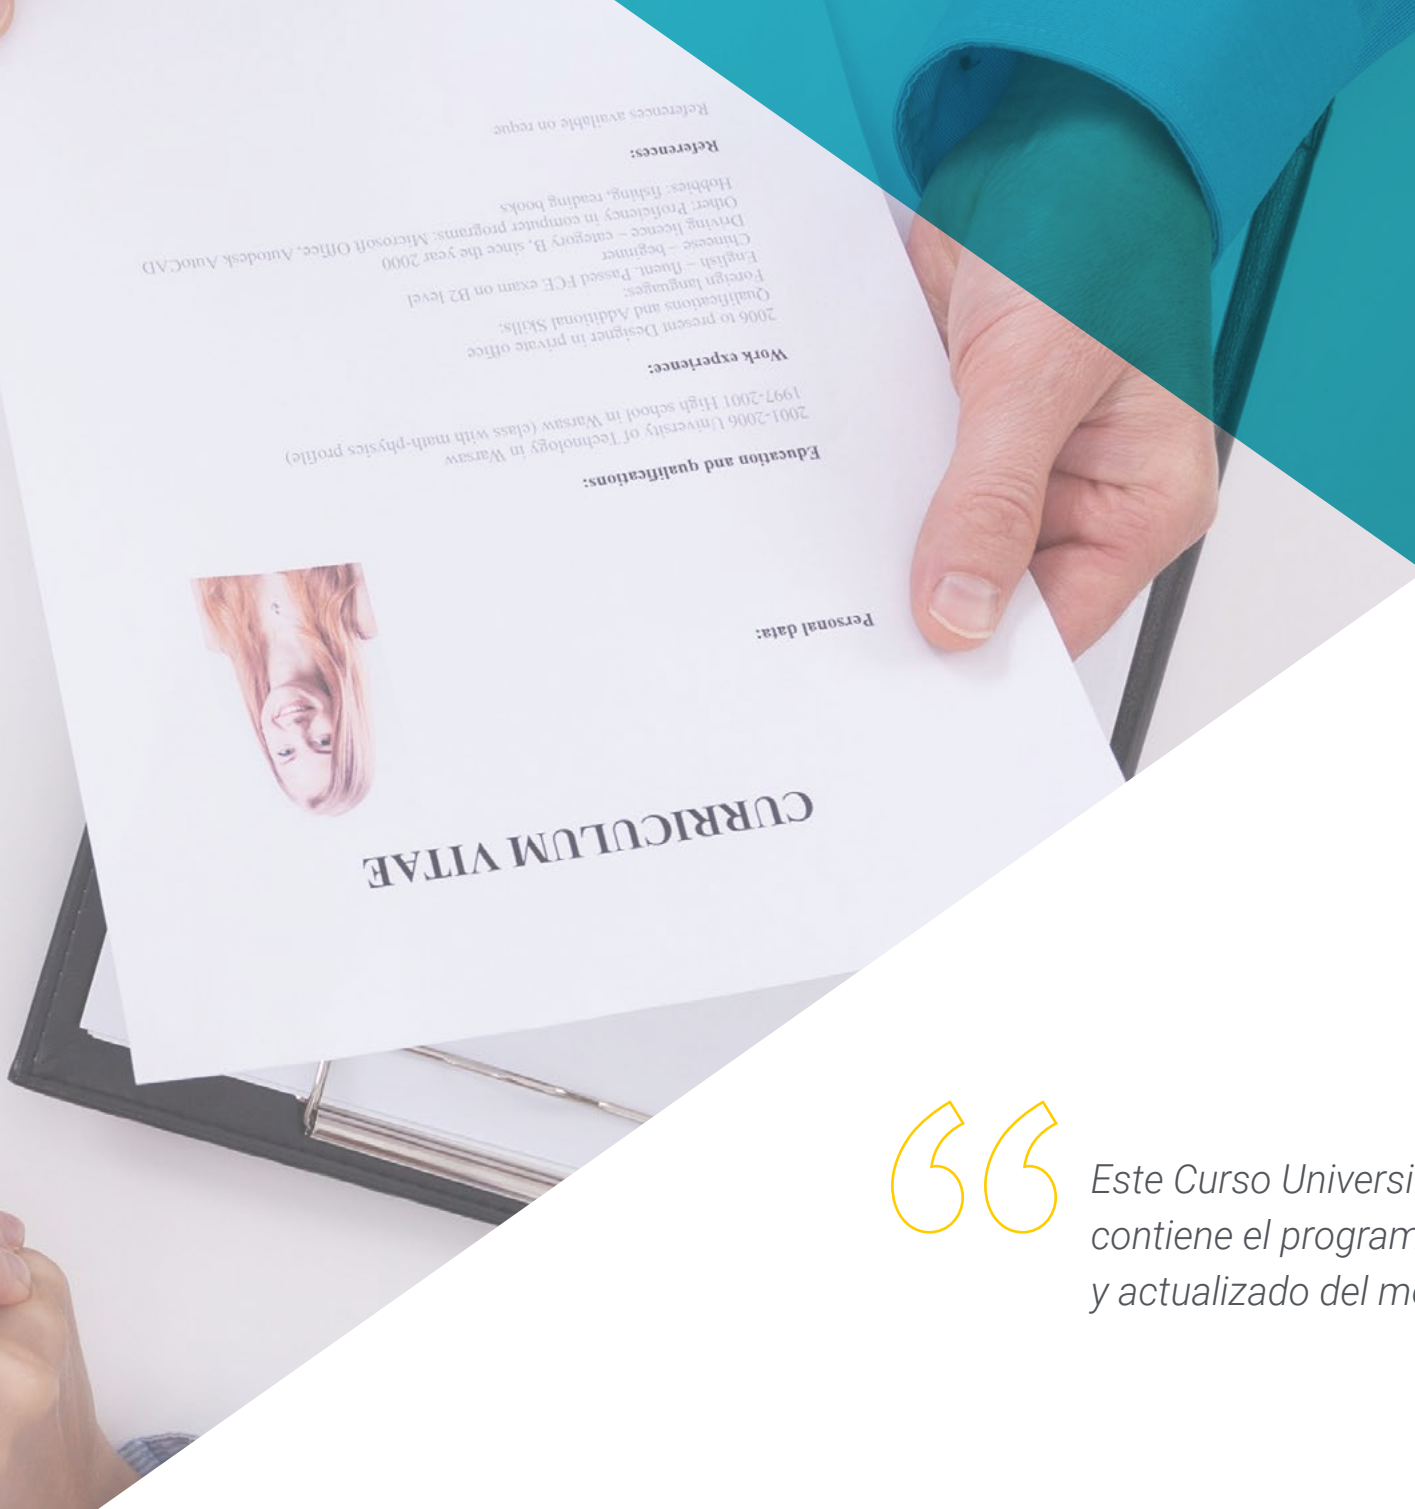 CURRICULUM VITAE
Personal data:
Education and qualifications:
2001-2006 University of Technology in Warsaw
1997-2001 High school in Warsaw (class with math-physics profile)
Work experience:
2006 to present Designer in private office
Qualifications and Additional Skills:
Foreign languages:
English – fluent. Passed FCE exam on B2 level
Chincese – beginner
Driving licence – category B, since the year 2000
Other: Proficiency in computer programs: Microsoft Office, Autodesk AutoCAD
Hobbies: fishing, reading books
References:
References available on reque
Este Curso Universi
contiene el program
y actualizado del m